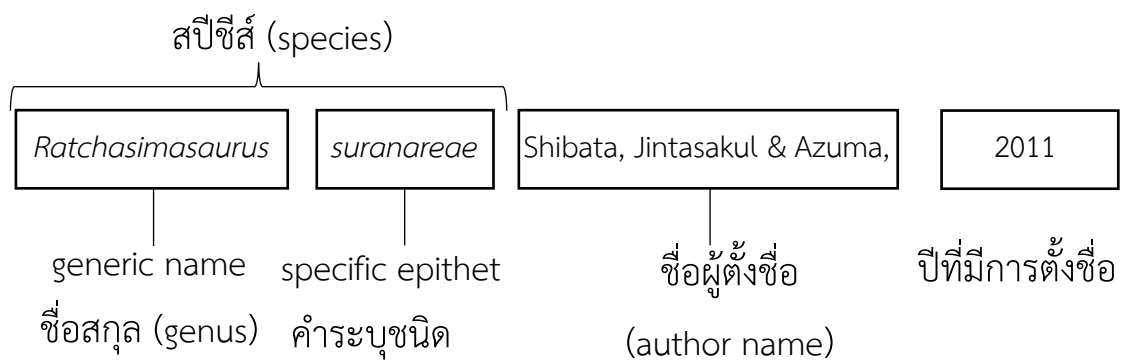 สปีชีส์ (species)
Ratchasimasaurus suranareae Shibata, Jintasakul & Azuma, 2011
generic name specific epithet ชื่อผู้ตั้งชื่อ ปีที่มีการตั้งชื่อ
ชื่อสกุล (genus) คำระบุชนิด (author name)